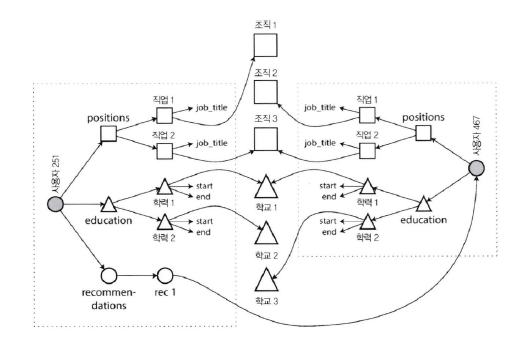 조직 1
조직 2
조직 3
직업 1
job_title
positions
직업 2
job_title
사용자 251
학력 1
start
end
education
학력 2
start
end
recommen-
dations
rec 1
학교 1
학교 2
학교 3
직업 1
job_title
positions
직업 2
job_title
사용자 467
start
end
학력 1
education
start
end
학력 2